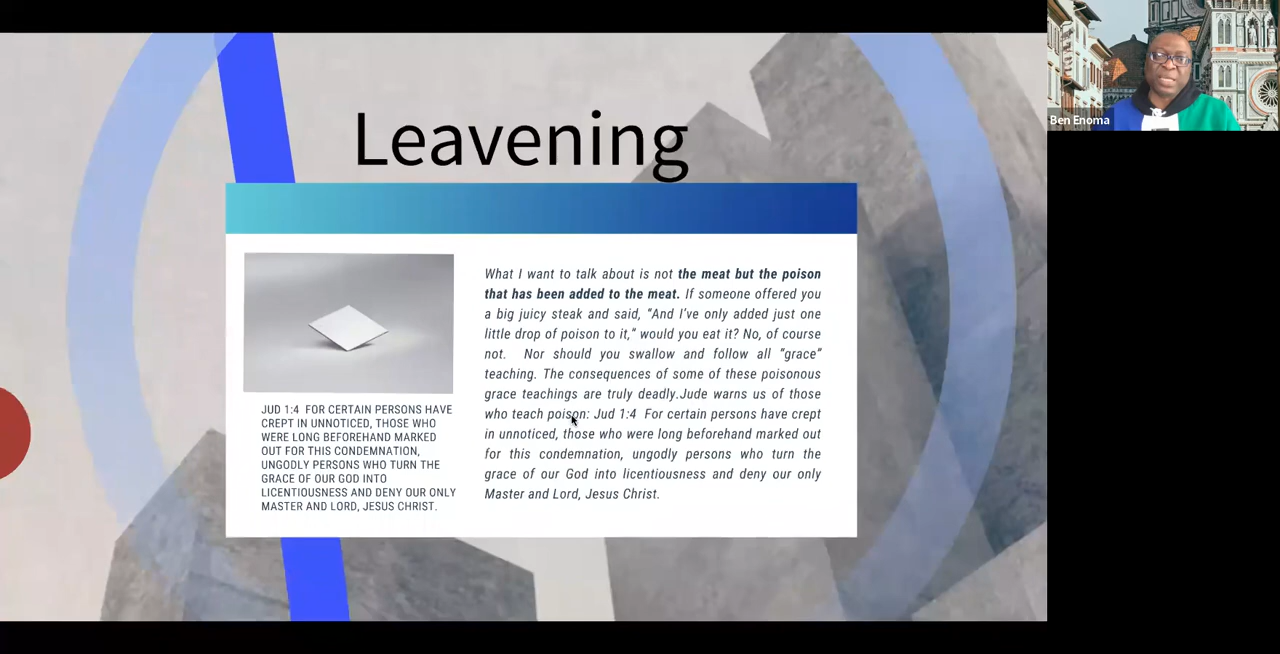 Ben Enoma
Leavening
What I want to talk about is not the meat but the poison
that has been added to the meat. If someone offered you
a big juicy steak and said, “And I’ve only added just one
little drop of poison to it,” would you eat it? No, of course
not. Nor should you swallow and follow all “grace”
teaching. The consequences of some of these poisonous
grace teachings are truly deadly.Jude warns us of those
who teach poison: Jud 1:4 For certain persons have crept
in unnoticed, those who were long beforehand marked out
for this condemnation, ungodly persons who turn the
grace of our God into licentiousness and deny our only
Master and Lord, Jesus Christ.
JUD 1:4 FOR CERTAIN PERSONS HAVE
CREPT IN UNNOTICED, THOSE WHO
WERE LONG BEFOREHAND MARKED
OUT FOR THIS CONDEMNATION,
UNGODLY PERSONS WHO TURN THE
GRACE OF OUR GOD INTO
LICENTIOUSNESS AND DENY OUR ONLY
MASTER AND LORD, JESUS CHRIST.